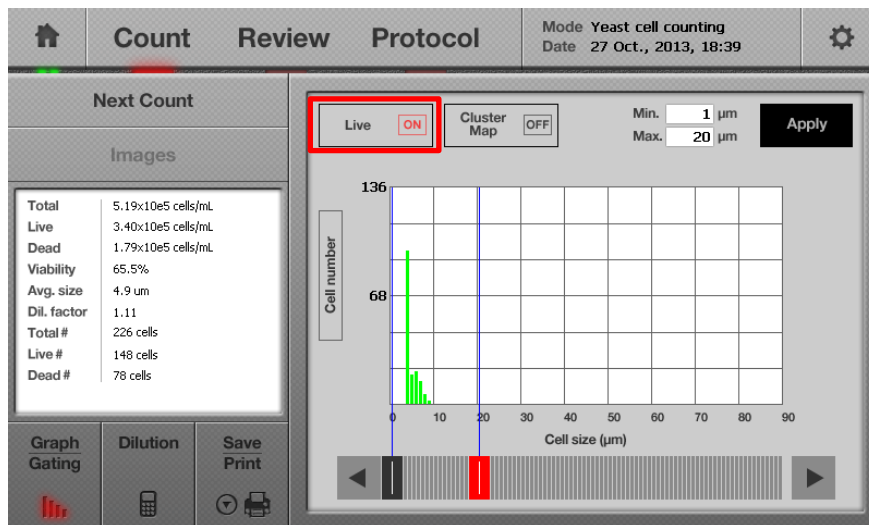 Count Review Protocol
Mode Yeast cell counting
Date 27 Oct., 2013, 18:39
Next Count
Images
Total 5.19x10e5 cells/mL
Live 3.40x10e5 cells/mL
Dead 1.79x10e5 cells/mL
Viability 65.5%
Avg. size 4.9 um
Dil. factor 1.11
Total # 226 cells
Live # 148 cells
Dead # 78 cells
Graph
Gating
Dilution
Save
Print
Live ON
Cluster
Map
OFF
Min. 1 µm
Max. 20 µm
Apply
136
68
Cell number
0 10 20 30 40 50 60 70 80 90
Cell size (µm)